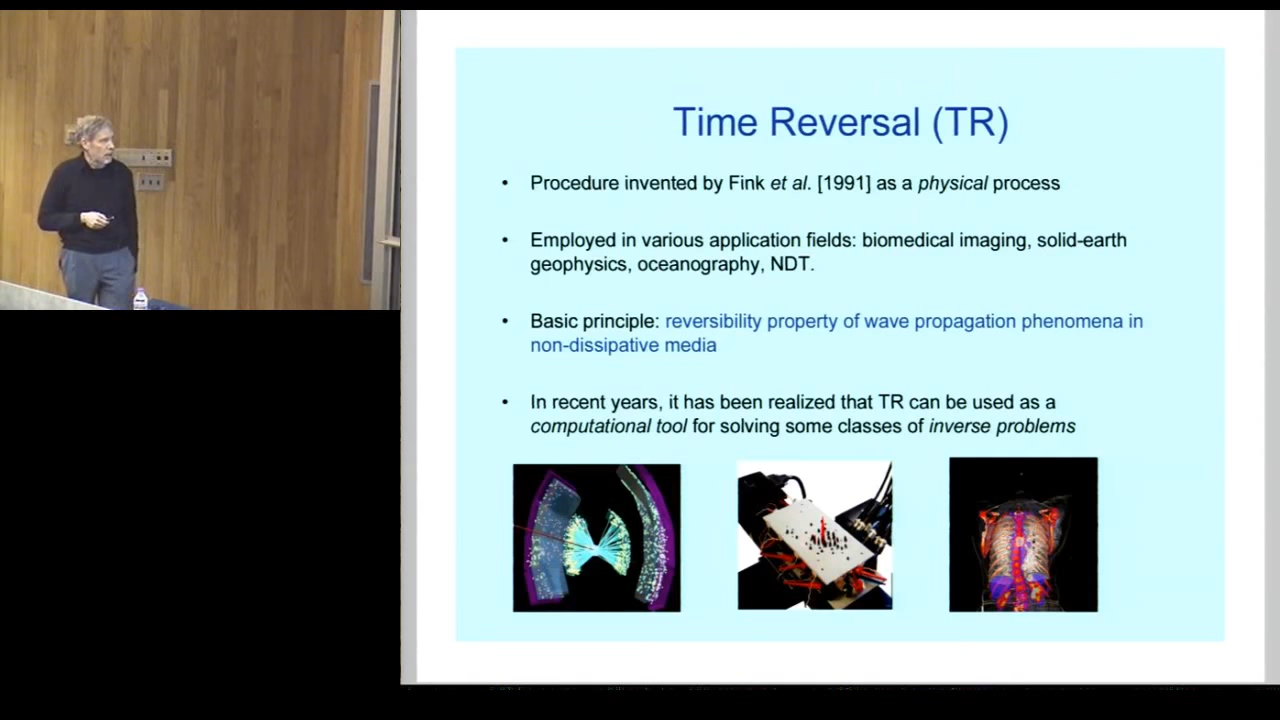 Time Reversal (TR)
• Procedure invented by Fink et al. [1991] as a physical process
• Employed in various application fields: biomedical imaging, solid-earth
geophysics, oceanography, NDT.
• Basic principle: reversibility property of wave propagation phenomena in
non-dissipative media
• In recent years, it has been realized that TR can be used as a
computational tool for solving some classes of inverse problems